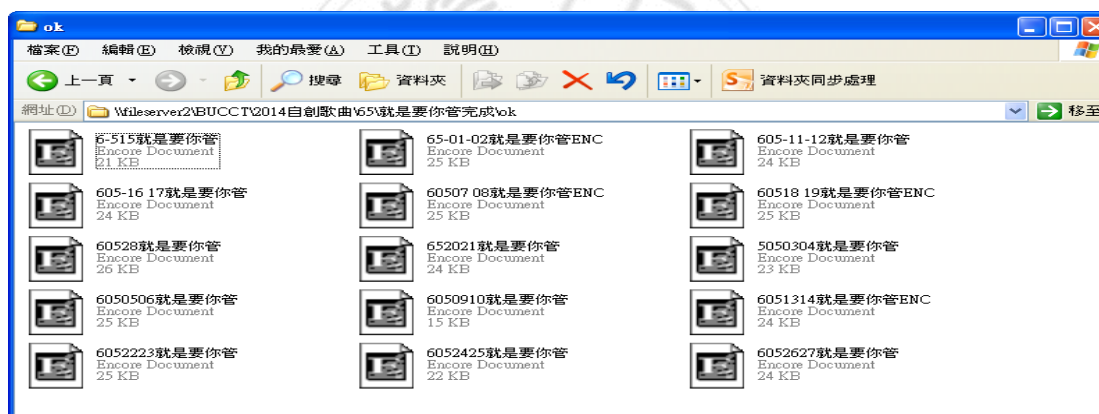 ok
檔案(F) 編輯(E) 檢視(V) 我的最愛(A) 工具(T) 說明(H)
上一頁 搜尋 資料夾 資料夾同步處理
網址(D) \\fileserver2\BUCCT\2014自創歌曲\65\就是要你管完成\ok 移至
6-515就是要你管
Encore Document
21 KB
65-01-02就是要你管ENC
Encore Document
25 KB
605-11-12就是要你管
Encore Document
24 KB
605-16 17就是要你管
Encore Document
24 KB
60507 08就是要你管ENC
Encore Document
25 KB
60518 19就是要你管ENC
Encore Document
25 KB
60528就是要你管
Encore Document
26 KB
652021就是要你管
Encore Document
24 KB
5050304就是要你管
Encore Document
23 KB
6050506就是要你管
Encore Document
25 KB
6050910就是要你管
Encore Document
15 KB
6051314就是要你管ENC
Encore Document
24 KB
6052223就是要你管
Encore Document
25 KB
6052425就是要你管
Encore Document
22 KB
6052627就是要你管
Encore Document
24 KB